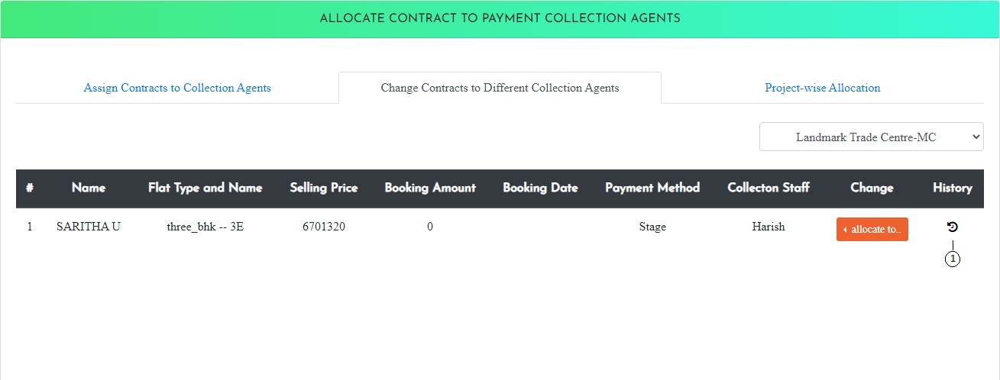 ALLOCATE CONTRACT TO PAYMENT COLLECTION AGENTS
Assign Contracts to Collection Agents Change Contracts to Different Collection Agents Project-wise Allocation
Landmark Trade Centre-MC
# Name Flat Type and Name Selling Price Booking Amount Booking Date Payment Method Collecton Staff Change History
1 SARITHA U three_bhk -- 3E 6701320 0 Stage Harish allocate to..
1